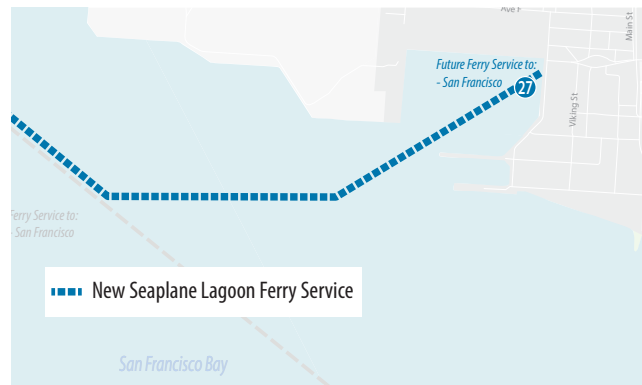 Ave F
Main St
Future Ferry Service to:
- San Francisco
27
Viking St
Ferry Service to:
- San Francisco
New Seaplane Lagoon Ferry Service
San Francisco Bay